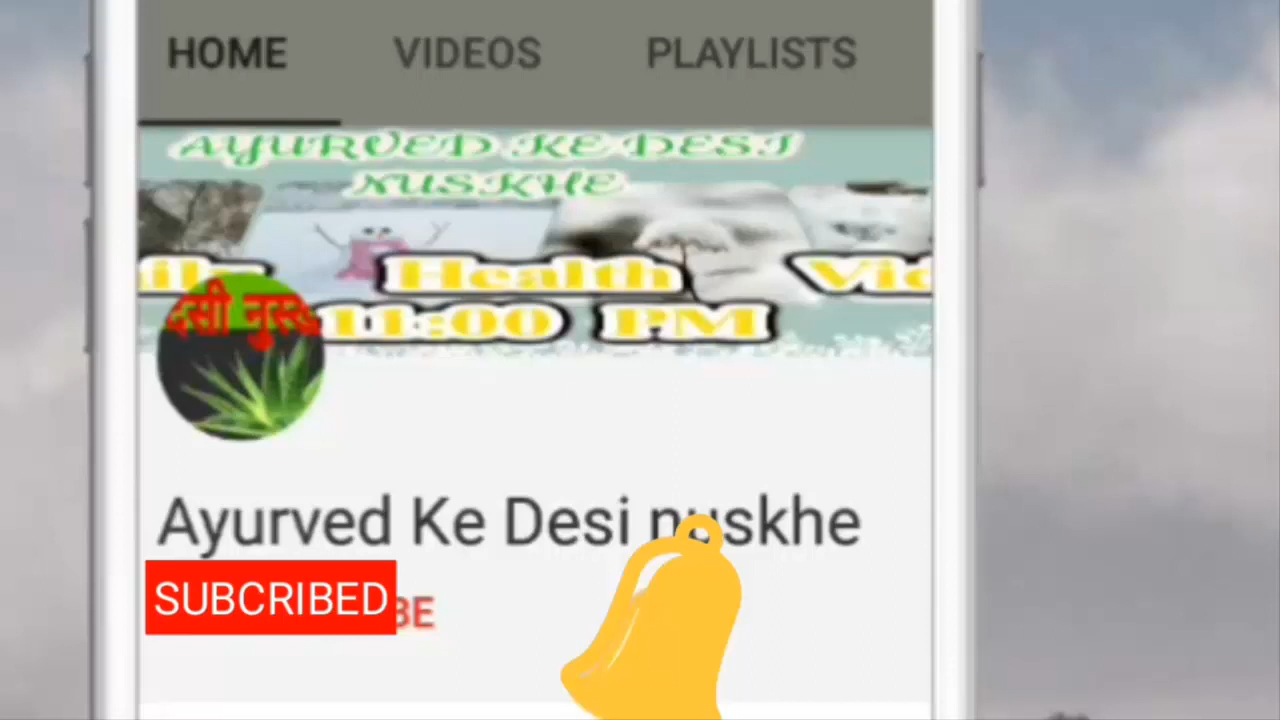 HOME VIDEOS PLAYLISTS
AYURVED KE DESI
NUSKHE
Health
11:00 PM
Ayurved Ke Desi nuskhe
SUBCRIBED